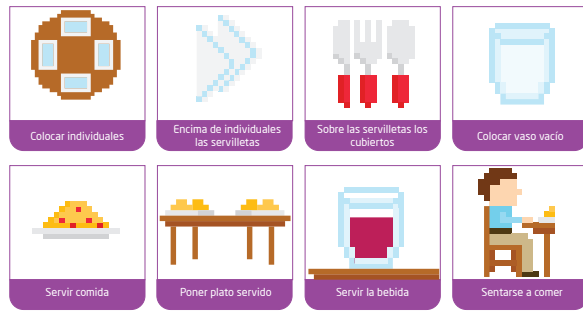 Colocar individuales
Encima de individuales
las servilletas
Sobre las servilletas los
cubiertos
Colocar vaso vacío
Servir comida
Poner plato servido
Servir la bebida
Sentarse a comer